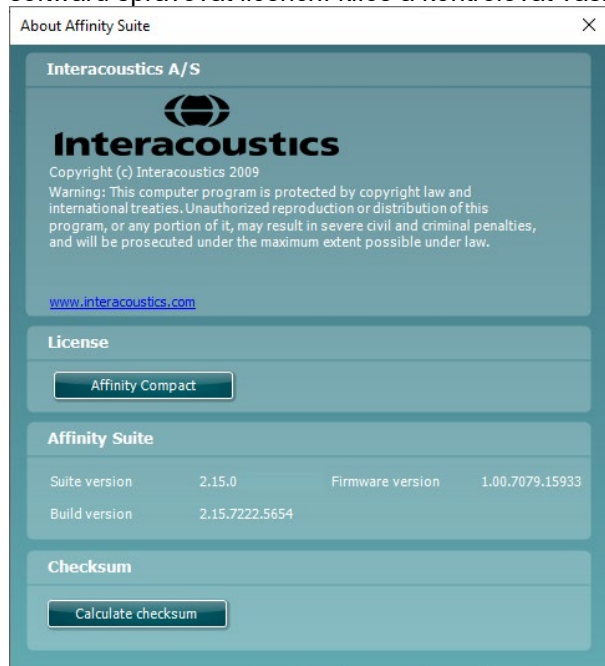 About Affinity Suite
Interacoustics A/S
Interacoustics
Copyright (c) Interacoustics 2009
Warning: This computer program is protected by copyright law and
international treaties. Unauthorized reproduction or distribution of this
program, or any portion of it, may result in severe civil and criminal penalties,
and will be prosecuted under the maximum extent possible under law.
www.interacoustics.com
License
Affinity Compact
Affinity Suite
Suite version 2.15.0 Firmware version 1.00.7079.15933
Build version 2.15.7222.5654
Checksum
Calculate checksum